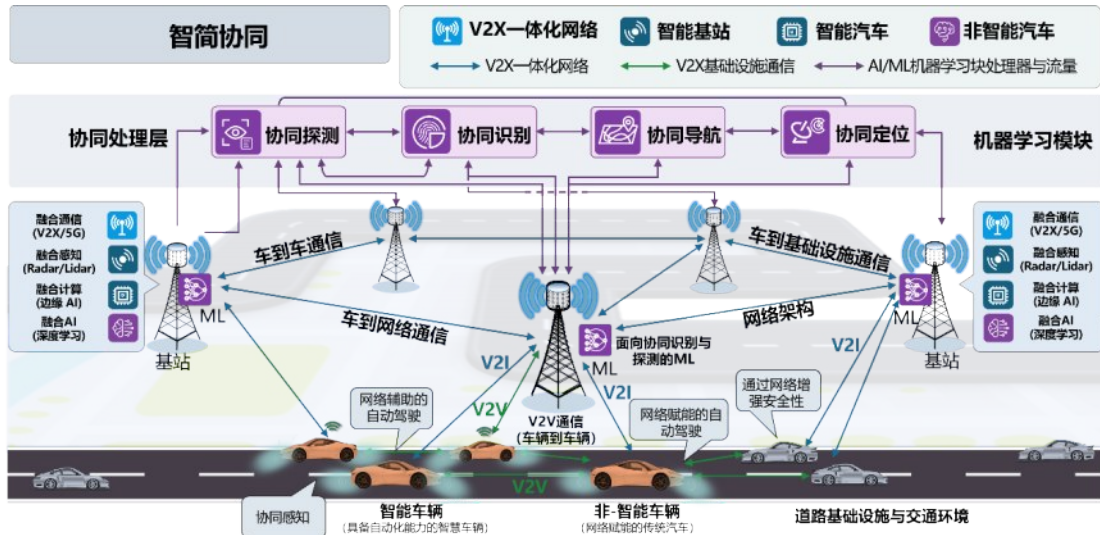 智简协同
V2X一体化网络
智能基站
智能汽车
非智能汽车
V2X一体化网络
V2X基础设施通信
AI/ML机器学习块处理器与流量
协同处理层
协同探测
协同识别
协同导航
协同定位
机器学习模块
融合通信
(V2X/5G)
融合感知
(Radar/Lidar)
融合计算
(边缘 AI)
融合AI
(深度学习)
ML
基站
车到车通信
车到基础设施通信
车到网络通信
网络架构
ML
面向协同识别与
探测的ML
ML
基站
融合通信
(V2X/5G)
融合感知
(Radar/Lidar)
融合计算
(边缘 AI)
融合AI
(深度学习)
V2I
V2I
V2I
V2V
网络辅助的
自动驾驶
V2V通信
(车辆到车辆)
网络赋能的自
动驾驶
通过网络增
强安全性
V2V
协同感知
智能车辆
(具备自动化能力的智慧车辆)
非-智能车辆
(网络赋能的传统汽车)
道路基础设施与交通环境